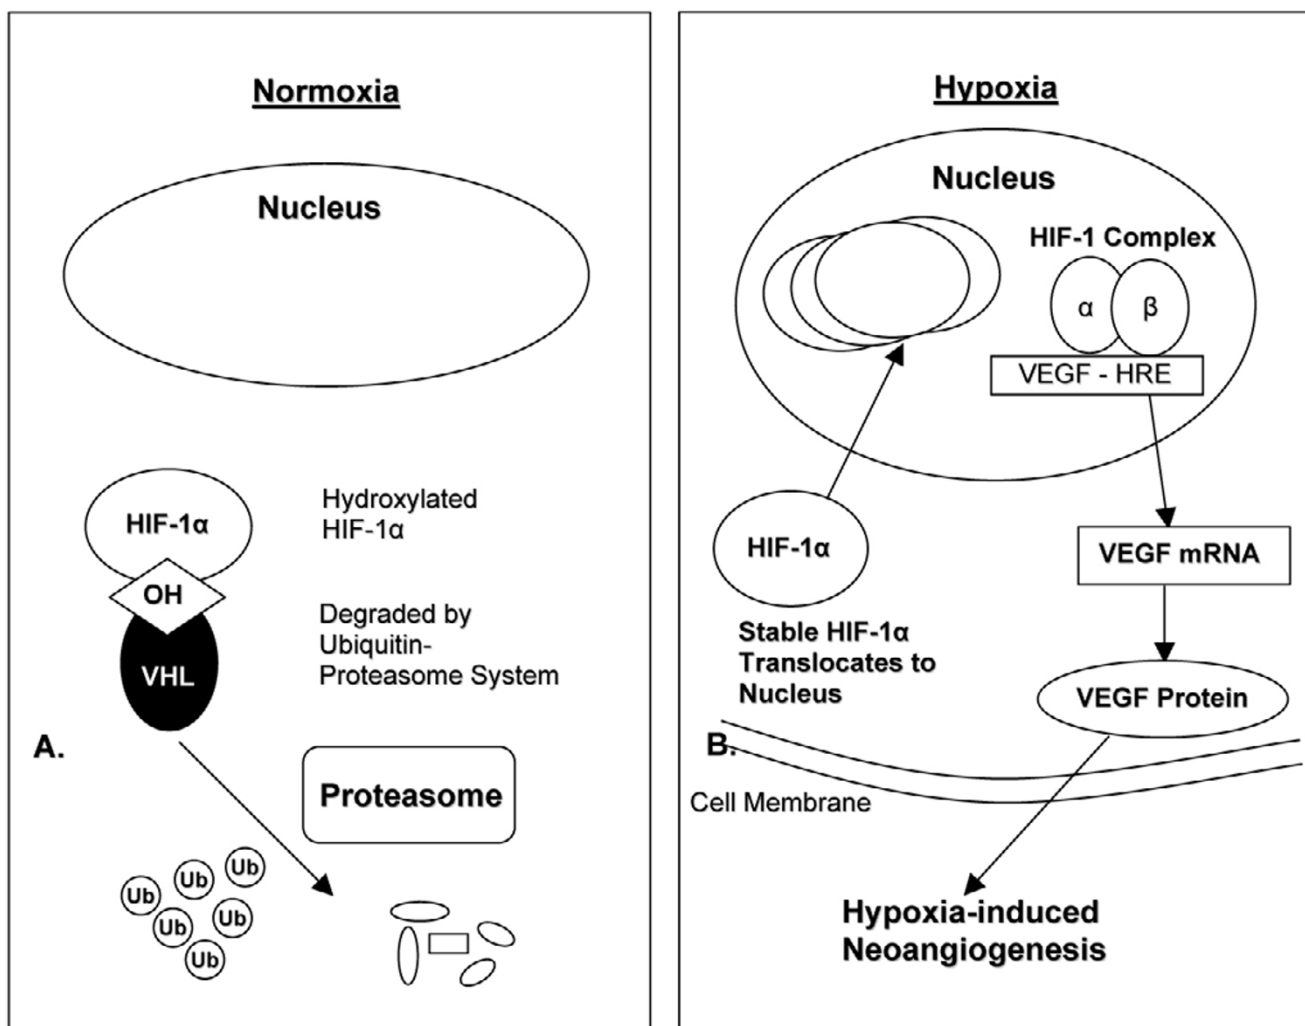 Normoxia
Nucleus
HIF-1α
OH
VHL
Hydroxylated
HIF-1α
Degraded by
Ubiquitin-
Proteasome System
A.
Proteasome
Ub
Ub
Ub
Ub
Ub
Ub
Hypoxia
Nucleus
HIF-1 Complex
α
β
VEGF - HRE
HIF-1α
Stable HIF-1α
Translocates to
Nucleus
VEGF mRNA
VEGF Protein
B.
Cell Membrane
Hypoxia-induced
Neoangiogenesis